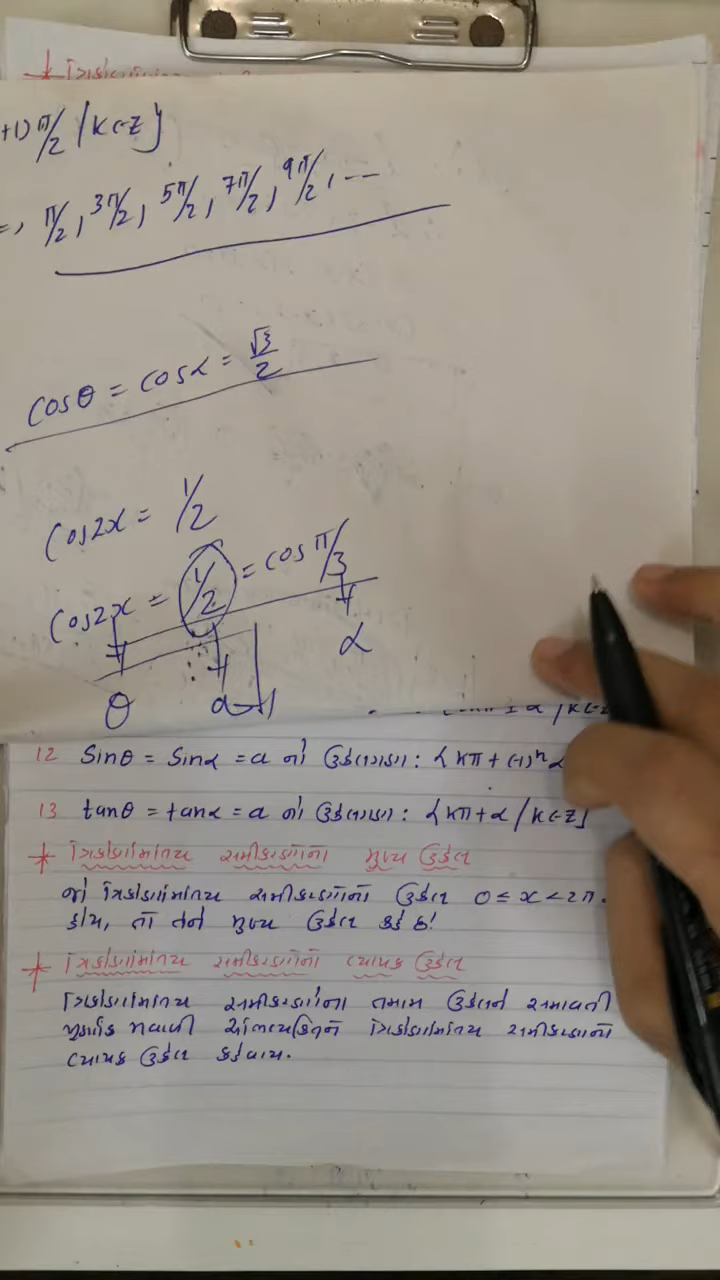 * ત્રિકોણમિતીય
+1)π/2 / K∈Z}
=, π/2, 3π/2, 5π/2, 7π/2, 9π/2, ...
cosθ = cosα = √3/2
cos2x = 1/2
cos2x = 1/2 = cos π/3
θ a α
± α / K∈Z
12 Sinθ = Sinα = a નો ઉકેલગણ : {Kπ + (-1)ⁿ α
13 tanθ = tanα = a નો ઉકેલગણ : {Kπ + α / K∈Z}
* ત્રિકોણમિતીય સમીકરણોના મુખ્ય ઉકેલ
જો ત્રિકોણમિતીય સમીકરણોનો ઉકેલ 0 ≤ x < 2π.
હોય, તો તેને મુખ્ય ઉકેલ કહે છે!
* ત્રિકોણમિતીય સમીકરણોનો વ્યાપક ઉકેલ
ત્રિકોણમિતીય સમીકરણોના તમામ ઉકેલને સમાવતી
પૂર્ણાંક વાળી અભિવ્યક્તિને ત્રિકોણમિતીય સમીકરણનો
વ્યાપક ઉકેલ કહેવાય.